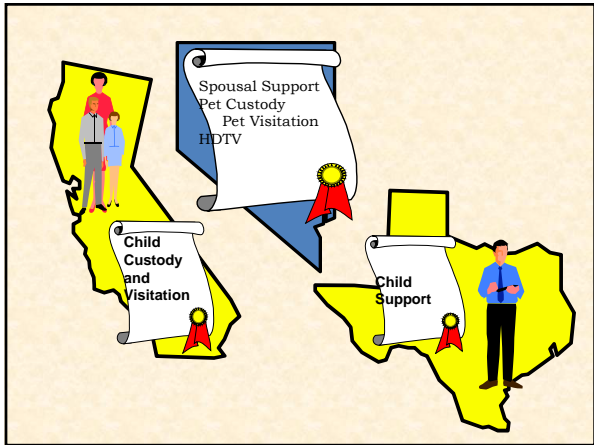 Spousal Support
Pet Custody
Pet Visitation
HDTV
Child
Custody
and
Visitation
Child
Support